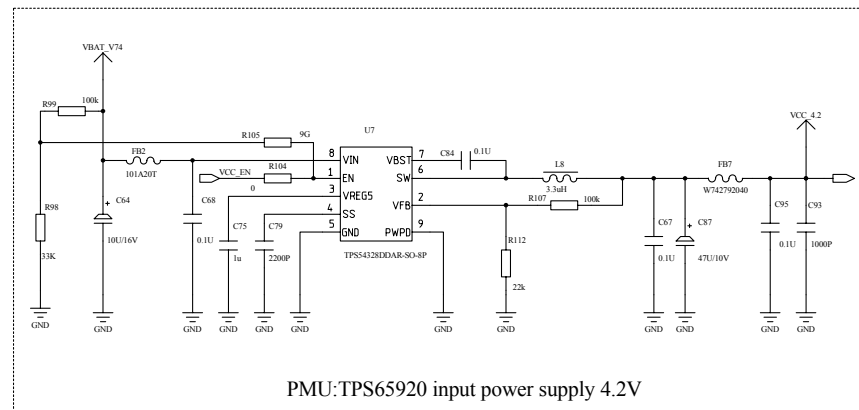 VBAT_V74
R99
100k
FB2
101A20T
R105
9G
VCC_EN
R104
0
C64
+
10U/16V
R98
33K
C68
0.1U
C75
1u
C79
2200P
U7
8
VIN
1
EN
3
VREG5
4
SS
5
GND
VBST
7
SW
6
VFB
2
PWPD
9
TPS54328DDAR-SO-8P
C84
0.1U
L8
3.3uH
R107
100k
R112
22k
C67
0.1U
C87
+
47U/10V
FB7
W742792040
VCC_4.2
C95
0.1U
C93
1000P
GND
GND
GND
GND
GND
GND
GND
GND
GND
GND
GND
GND
PMU:TPS65920 input power supply 4.2V